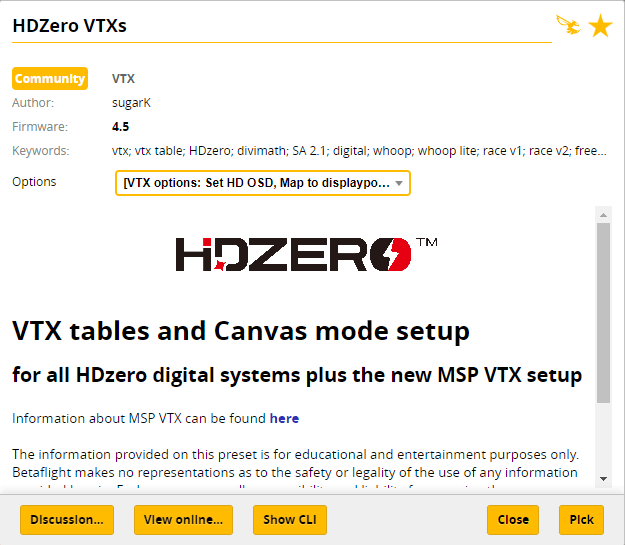 HDZero VTXs
Community VTX
Author: sugarK
Firmware: 4.5
Keywords: vtx; vtx table; HDzero; divimath; SA 2.1; digital; whoop; whoop lite; race v1; race v2; free...
Options [VTX options: Set HD OSD, Map to displaypo...
HDZERO™
VTX tables and Canvas mode setup
for all HDzero digital systems plus the new MSP VTX setup
Information about MSP VTX can be found here
The information provided on this preset is for educational and entertainment purposes only.
Betaflight makes no representations as to the safety or legality of the use of any information
Discussion... View online... Show CLI Close Pick